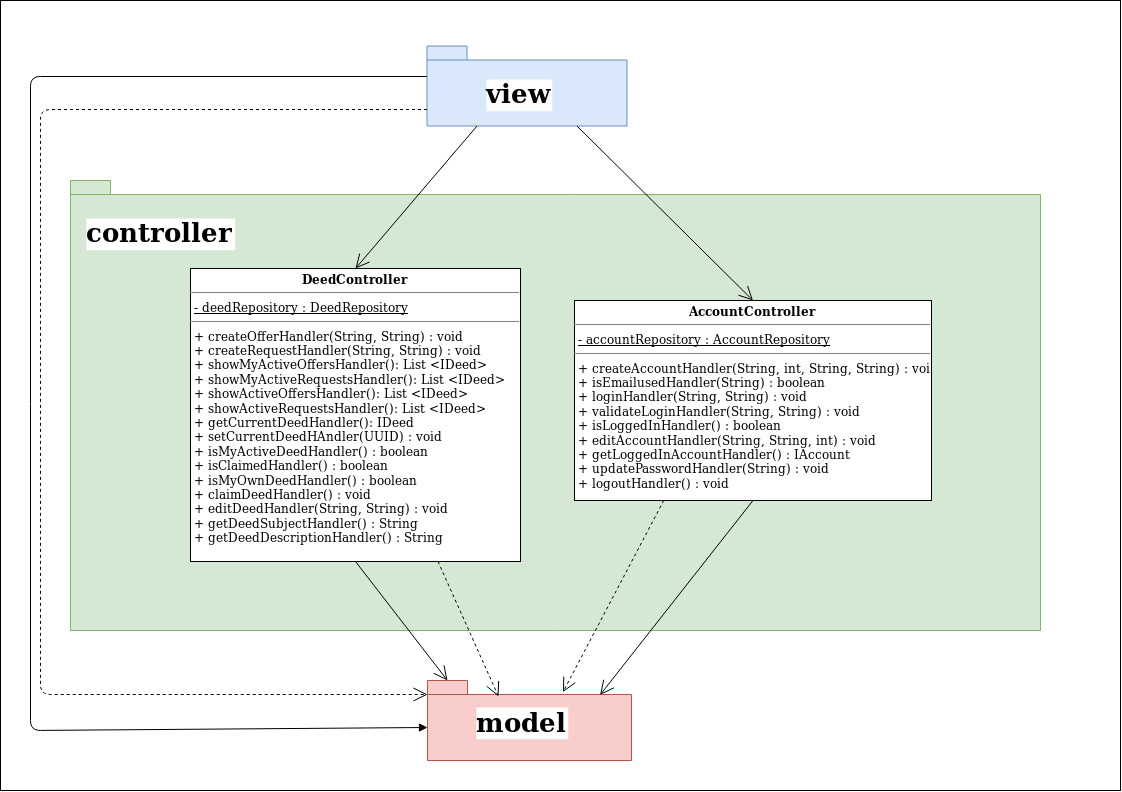 view
controller
DeedController
- deedRepository : DeedRepository
+ createOfferHandler(String, String) : void
+ createRequestHandler(String, String) : void
+ showMyActiveOffersHandler(): List <IDeed>
+ showMyActiveRequestsHandler(): List <IDeed>
+ showActiveOffersHandler(): List <IDeed>
+ showActiveRequestsHandler(): List <IDeed>
+ getCurrentDeedHandler(): IDeed
+ setCurrentDeedHAndler(UUID) : void
+ isMyActiveDeedHandler() : boolean
+ isClaimedHandler() : boolean
+ isMyOwnDeedHandler() : boolean
+ claimDeedHandler() : void
+ editDeedHandler(String, String) : void
+ getDeedSubjectHandler() : String
+ getDeedDescriptionHandler() : String
AccountController
- accountRepository : AccountRepository
+ createAccountHandler(String, int, String, String) : voi
+ isEmailusedHandler(String) : boolean
+ loginHandler(String, String) : void
+ validateLoginHandler(String, String) : void
+ isLoggedInHandler() : boolean
+ editAccountHandler(String, String, int) : void
+ getLoggedInAccountHandler() : IAccount
+ updatePasswordHandler(String) : void
+ logoutHandler() : void
model